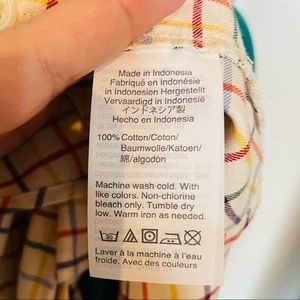 Made in Indonesia
Fabriqué en Indonésie
in Indonesien Hergestellt
Vervaardigd in Indonesië
インドネシア製
Hecho en Indonesia
100% Cotton/Coton/
Baumwolle/Katoen/
綿/algodón
Machine wash cold. With
like colors. Non-chlorine
bleach only. Tumble dry
low. Warm iron as needed.
Laver à la machine à l'eau
froide. Avec des couleurs